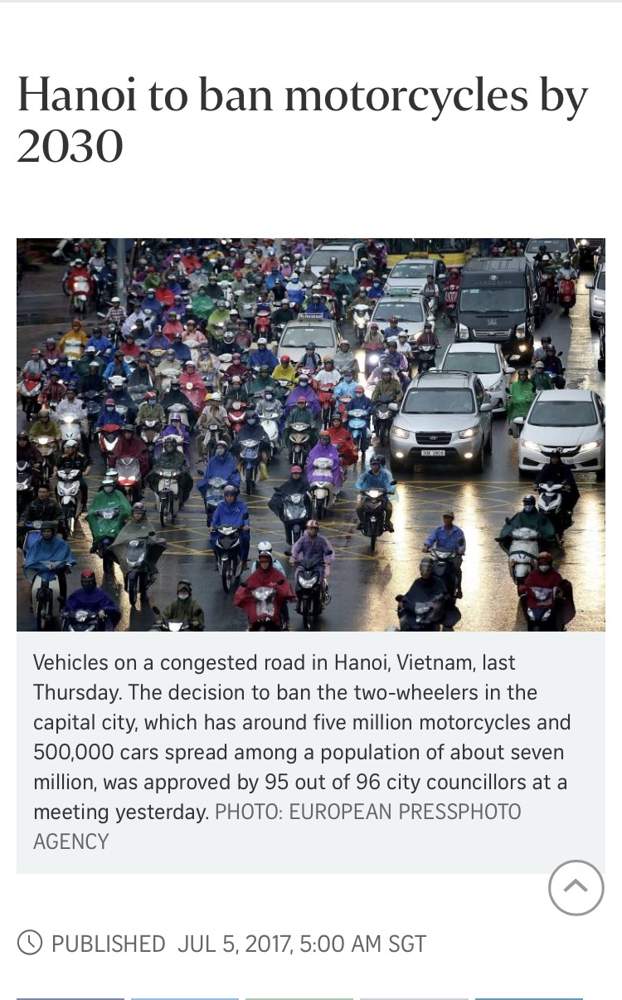 Hanoi to ban motorcycles by
2030
Vehicles on a congested road in Hanoi, Vietnam, last
Thursday. The decision to ban the two-wheelers in the
capital city, which has around five million motorcycles and
500,000 cars spread among a population of about seven
million, was approved by 95 out of 96 city councillors at a
meeting yesterday. PHOTO: EUROPEAN PRESSPHOTO
AGENCY
PUBLISHED JUL 5, 2017, 5:00 AM SGT